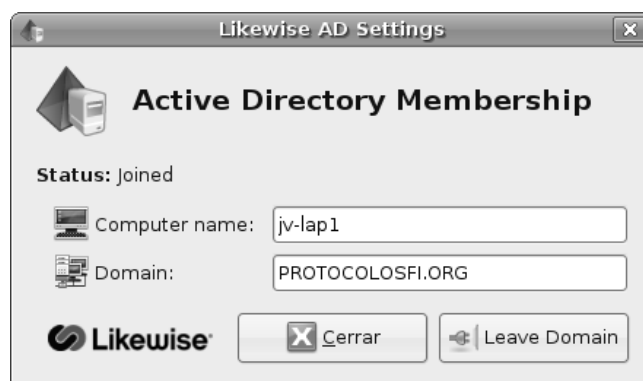 Likewise AD Settings
Active Directory Membership
Status: Joined
Computer name: jv-lap1
Domain: PROTOCOLOSFI.ORG
Likewise Cerrar Leave Domain